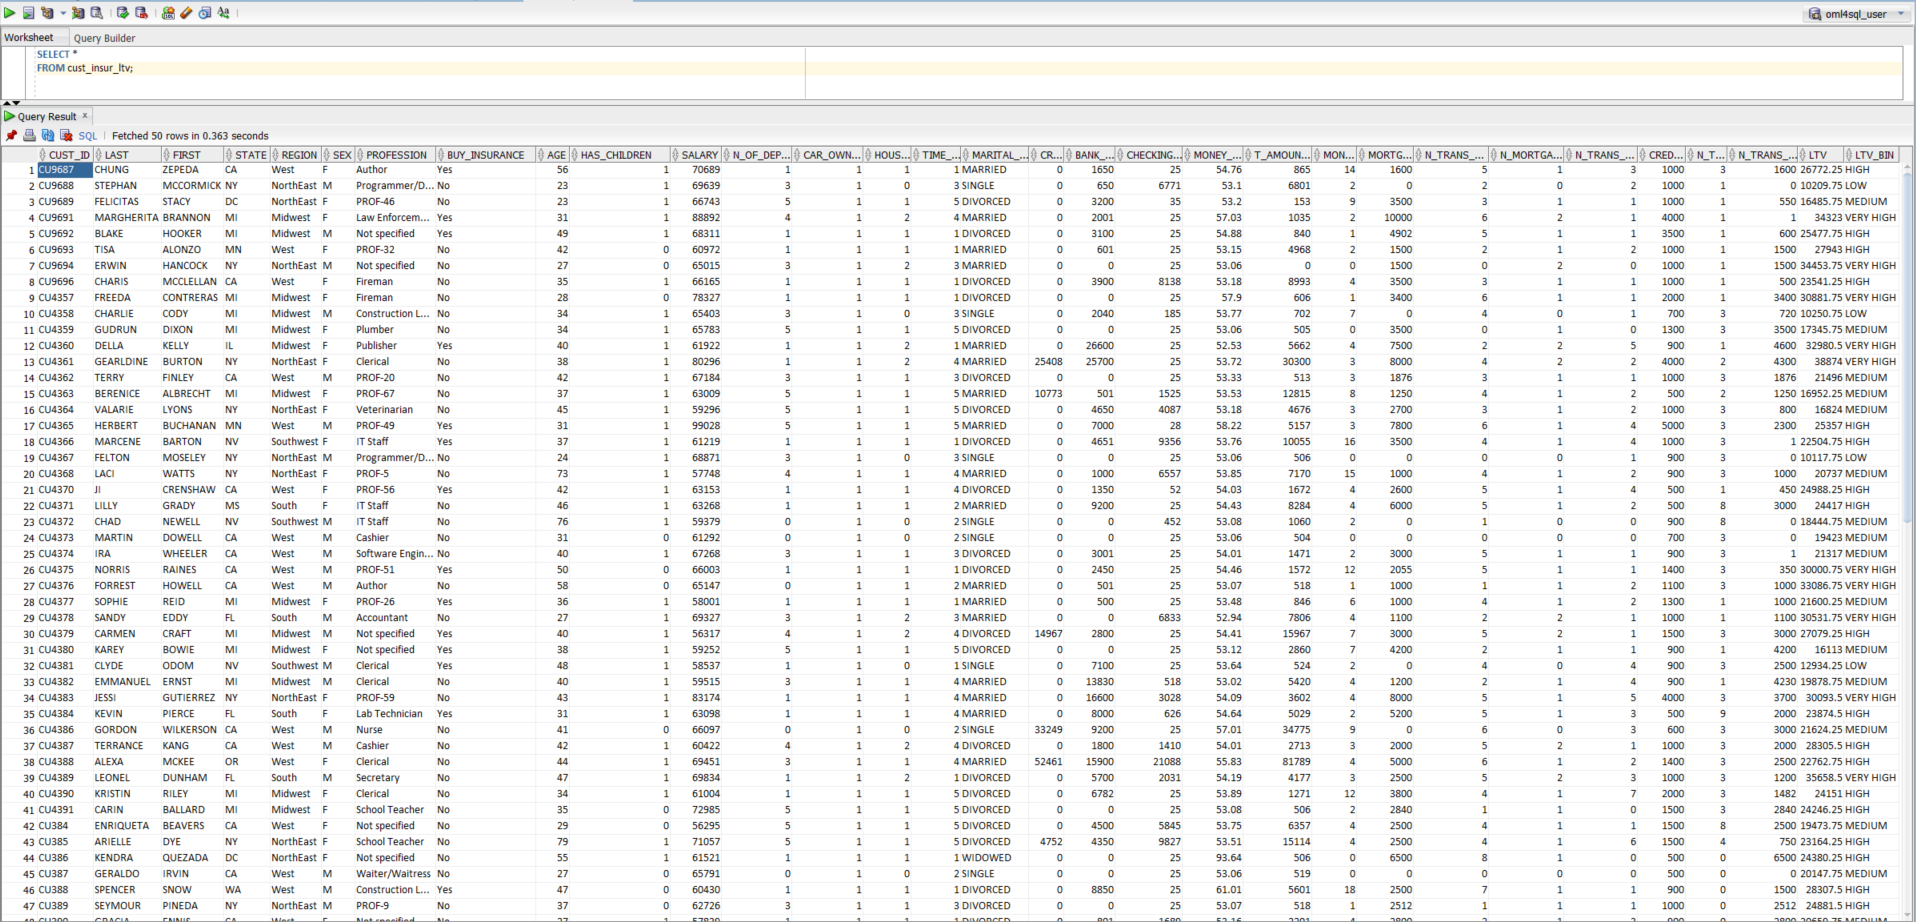 oml4sql_user
Worksheet Query Builder
SELECT *
FROM cust_insur_ltv;
Query Result x
SQL | Fetched 50 rows in 0.363 seconds
CUST_ID LAST FIRST STATE REGION SEX PROFESSION BUY_INSURANCE AGE HAS_CHILDREN SALARY N_OF_DEP... CAR_OWN... HOUS... TIME_... MARITAL_... CR... BANK_... CHECKING... MONEY_... T_AMOUN... MON... MORTG... N_TRANS_... N_MORTGA... N_TRANS_... CRED... N_T... N_TRANS_... LTV LTV_BIN
1 CU9687 CHUNG ZEPEDA CA West F Author Yes 56 1 70689 1 1 1 1 MARRIED 0 1650 25 54.76 865 14 1600 5 1 3 1000 3 1600 26772.25 HIGH
2 CU9688 STEPHAN MCCORMICK NY NorthEast M Programmer/D... No 23 1 69639 3 1 0 3 SINGLE 0 650 6771 53.1 6801 2 0 2 0 2 1000 1 0 10209.75 LOW
3 CU9689 FELICITAS STACY DC NorthEast F PROF-46 No 23 1 66743 5 1 1 5 DIVORCED 0 3200 35 53.2 153 9 3500 3 1 1 1000 1 550 16485.75 MEDIUM
4 CU9691 MARGHERITA BRANNON MI Midwest F Law Enforcem... Yes 31 1 88892 4 1 2 4 MARRIED 0 2001 25 57.03 1035 2 10000 6 2 1 4000 3 1 34323 VERY HIGH
5 CU9692 BLAKE HOOKER MI Midwest M Not specified Yes 49 1 68311 1 1 1 1 DIVORCED 0 3100 25 54.88 840 1 4902 5 1 1 3500 3 600 25477.75 HIGH
6 CU9693 TISA ALONZO MN West F PROF-32 No 42 0 60972 1 1 1 1 MARRIED 0 601 25 53.15 4968 2 1500 2 1 2 1000 1 1500 27943 HIGH
7 CU9694 ERWIN HANCOCK NY NorthEast M Not specified No 27 0 65015 3 1 2 3 MARRIED 0 0 25 53.06 0 0 1500 0 2 0 1000 1 1500 34453.75 VERY HIGH
8 CU9696 CHARIS MCCLELLAN CA West F Fireman No 35 1 66165 1 1 1 1 DIVORCED 0 3900 8138 53.18 8993 4 3500 3 1 1 1000 1 500 23541.25 HIGH
9 CU4357 FREEDA CONTRERAS MI Midwest F Fireman No 28 0 78327 1 1 1 1 DIVORCED 0 0 25 57.9 606 1 3400 6 1 1 2000 1 3400 30881.75 VERY HIGH
10 CU4358 CHARLIE CODY MI Midwest M Construction L... No 34 1 65403 3 1 0 3 SINGLE 0 2040 185 53.77 702 7 0 4 0 1 700 3 720 10250.75 LOW
11 CU4359 GUDRUN DIXON MI Midwest F Plumber No 34 1 65783 5 1 1 5 DIVORCED 0 0 25 53.06 505 0 3500 0 1 0 1300 3 3500 17345.75 MEDIUM
12 CU4360 DELLA KELLY IL Midwest F Publisher Yes 40 1 61922 1 1 2 1 MARRIED 0 26600 25 52.53 5662 4 7500 2 2 5 900 1 4600 32980.5 VERY HIGH
13 CU4361 GEARLDINE BURTON NY NorthEast F Clerical No 38 1 80296 1 1 2 4 MARRIED 25408 25700 25 53.72 30300 3 8000 4 2 2 4000 2 4300 38874 VERY HIGH
14 CU4362 TERRY FINLEY CA West M PROF-20 No 42 1 67184 3 1 1 3 DIVORCED 0 0 25 53.33 513 3 1876 3 1 1 1000 3 1876 21496 MEDIUM
15 CU4363 BERENICE ALBRECHT MI Midwest F PROF-67 No 37 1 63009 5 1 1 5 MARRIED 10773 501 1525 53.53 12815 8 1250 4 1 2 500 2 1250 16952.25 MEDIUM
16 CU4364 VALARIE LYONS NY NorthEast F Veterinarian No 45 1 59296 5 1 1 5 DIVORCED 0 4650 4087 53.18 4676 3 2700 3 1 2 1000 3 800 16824 MEDIUM
17 CU4365 HERBERT BUCHANAN MN West M PROF-49 Yes 31 1 99028 5 1 1 5 MARRIED 0 7000 28 58.22 5157 3 7800 6 1 4 5000 3 2300 25357 HIGH
18 CU4366 MARCENE BARTON NV Southwest F IT Staff Yes 37 1 61219 1 1 1 1 DIVORCED 0 4651 9356 53.76 10055 16 3500 4 1 4 1000 3 1 22504.75 HIGH
19 CU4367 FELTON MOSELEY NY NorthEast M Programmer/D... No 24 1 68871 3 1 0 3 SINGLE 0 0 25 53.06 506 0 0 0 0 1 900 3 0 10117.75 LOW
20 CU4368 LACI WATTS NY NorthEast F PROF-5 No 73 1 57748 4 1 1 4 MARRIED 0 1000 6557 53.85 7170 15 1000 4 1 2 900 3 1000 20737 MEDIUM
21 CU4370 JI CRENSHAW CA West F PROF-56 Yes 42 1 63153 1 1 1 4 DIVORCED 0 1350 52 54.03 1672 4 2600 5 1 4 500 1 450 24988.25 HIGH
22 CU4371 LILLY GRADY MS South F IT Staff No 46 1 63268 1 1 1 2 MARRIED 0 9200 25 54.43 8284 4 6000 5 1 2 500 8 3000 24417 HIGH
23 CU4372 CHAD NEWELL NV Southwest M IT Staff No 76 1 59379 0 1 0 2 SINGLE 0 0 452 53.08 1060 2 0 1 0 0 900 8 0 18444.75 MEDIUM
24 CU4373 MARTIN DOWELL CA West M Cashier No 31 0 61292 0 1 0 2 SINGLE 0 0 25 53.06 504 0 0 0 0 0 700 3 0 19423 MEDIUM
25 CU4374 IRA WHEELER CA West M Software Engin... No 40 1 67268 3 1 1 3 DIVORCED 0 3001 25 54.01 1471 2 3000 5 1 1 900 3 1 21317 MEDIUM
26 CU4375 NORRIS RAINES CA West M PROF-51 Yes 50 0 66003 1 1 1 1 DIVORCED 0 2450 25 54.46 1572 12 2055 5 1 1 1400 3 350 30000.75 VERY HIGH
27 CU4376 FORREST HOWELL CA West M Author No 58 0 65147 0 1 1 2 MARRIED 0 501 25 53.07 518 1 1000 1 1 2 1100 3 1000 33086.75 VERY HIGH
28 CU4377 SOPHIE REID MI Midwest F PROF-26 Yes 36 1 58001 1 1 1 1 MARRIED 0 500 25 53.48 846 6 1000 4 1 2 1300 1 1000 21600.25 MEDIUM
29 CU4378 SANDY EDDY FL South M Accountant No 27 1 69327 3 1 2 3 MARRIED 0 0 6833 52.94 7806 4 1100 2 2 1 1000 1 1100 30531.75 VERY HIGH
30 CU4379 CARMEN CRAFT MI Midwest M Not specified Yes 40 1 56317 4 1 2 4 DIVORCED 14967 2800 25 54.41 15967 7 3000 5 2 1 1500 3 3000 27079.25 HIGH
31 CU4380 KAREY BOWIE MI Midwest F Not specified Yes 38 1 59252 5 1 1 5 DIVORCED 0 0 25 53.12 2860 7 4200 2 1 1 900 1 4200 16113 MEDIUM
32 CU4381 CLYDE ODOM NV Southwest M Clerical Yes 48 1 58537 1 1 0 1 SINGLE 0 7100 25 53.64 524 2 0 4 0 4 900 3 2500 12934.25 LOW
33 CU4382 EMMANUEL ERNST MI Midwest M Clerical No 40 0 59515 3 1 1 4 MARRIED 0 13830 518 53.02 5420 4 1200 2 1 4 900 1 4230 19878.75 MEDIUM
34 CU4383 JESSI GUTIERREZ NY NorthEast F PROF-59 No 43 1 83174 1 1 1 4 MARRIED 0 16600 3028 54.09 3602 4 8000 5 1 5 4000 3 3700 30093.5 VERY HIGH
35 CU4384 KEVIN PIERCE FL South F Lab Technician Yes 31 1 63098 1 1 1 4 MARRIED 0 8000 626 54.64 5029 2 5200 5 1 3 500 9 2000 23874.5 HIGH
36 CU4386 GORDON WILKERSON CA West M Nurse No 41 0 66097 0 1 0 2 SINGLE 33249 9200 25 57.01 34775 9 0 6 0 3 600 3 3000 21624.25 MEDIUM
37 CU4387 TERRANCE KANG CA West M Cashier No 42 1 60422 4 1 2 4 DIVORCED 0 1800 1410 54.01 2713 3 2000 5 2 1 1000 3 2000 28305.5 HIGH
38 CU4388 ALEXA MCKEE OR West F Clerical No 44 1 69451 3 1 1 4 MARRIED 52461 15900 21088 55.83 81789 4 5000 6 1 2 1400 3 2500 22762.75 HIGH
39 CU4389 LEONEL DUNHAM FL South M Secretary No 47 1 69834 1 1 2 1 DIVORCED 0 5700 2031 54.19 4177 3 2500 5 2 3 1000 3 1200 35658.5 VERY HIGH
40 CU4390 KRISTIN RILEY MI Midwest F Clerical No 34 1 61004 5 1 1 5 DIVORCED 0 6782 25 53.89 1271 12 3800 4 1 7 2000 3 1482 24151 HIGH
41 CU4391 CARIN BALLARD MI Midwest F School Teacher No 35 0 72985 5 1 1 5 DIVORCED 0 0 25 53.08 506 2 2840 1 1 0 1500 3 2840 24246.25 HIGH
42 CU384 ENRIQUETA BEAVERS CA West F Not specified No 29 0 56295 5 1 1 5 DIVORCED 0 4500 5845 53.75 6357 4 2500 4 1 1 1500 8 2500 19473.75 MEDIUM
43 CU385 ARIELLE DYE NY NorthEast F School Teacher No 79 0 71057 5 1 1 5 DIVORCED 4752 4350 9827 53.51 15114 4 2500 4 1 6 1500 4 750 23164.25 HIGH
44 CU386 KENDRA QUEZADA DC NorthEast F Not specified No 55 1 61521 1 1 1 1 WIDOWED 0 0 25 93.64 506 0 6500 8 1 0 500 0 6500 24380.25 HIGH
45 CU387 GERALDO IRVIN CA West M Waiter/Waitress No 27 0 65791 0 1 0 2 SINGLE 0 0 25 53.06 519 0 0 0 0 0 500 0 0 20147.75 MEDIUM
46 CU388 SPENCER SNOW WA West M Construction L... Yes 47 0 60430 1 1 1 1 DIVORCED 0 8850 25 61.01 5601 18 2500 7 1 1 900 0 1500 28307.5 HIGH
47 CU389 SEYMOUR PINEDA NY NorthEast M PROF-9 No 37 0 62726 3 1 1 3 DIVORCED 0 0 25 53.07 518 1 2512 1 1 1 1000 1 2512 24881.5 HIGH